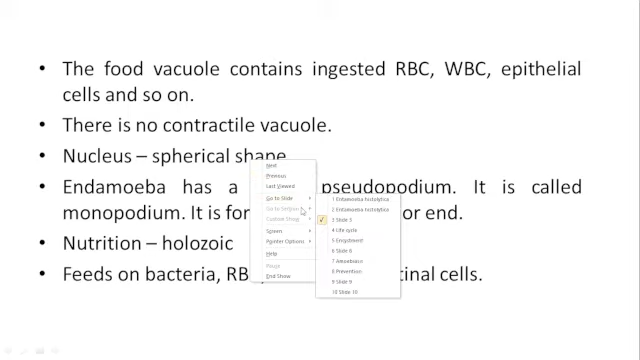 • The food vacuole contains ingested RBC, WBC, epithelial
cells and so on.
• There is no contractile vacuole.
• Nucleus – spherical shape
• Endamoeba has a pseudopodium. It is called
monopodium. It is for or end.
• Nutrition – holozoic
• Feeds on bacteria, RB tinal cells.
Next
Previous
Last Viewed
Go to Slide
Go to Section
Custom Show
Screen
Pointer Options
Help
Pause
End Show
1 Entamoeba histolytica
2 Entamoeba histolytica
3 Slide 3
4 Life cycle
5 Encystment
6 Slide 6
7 Amoebiasis
8 Prevention
9 Slide 9
10 Slide 10